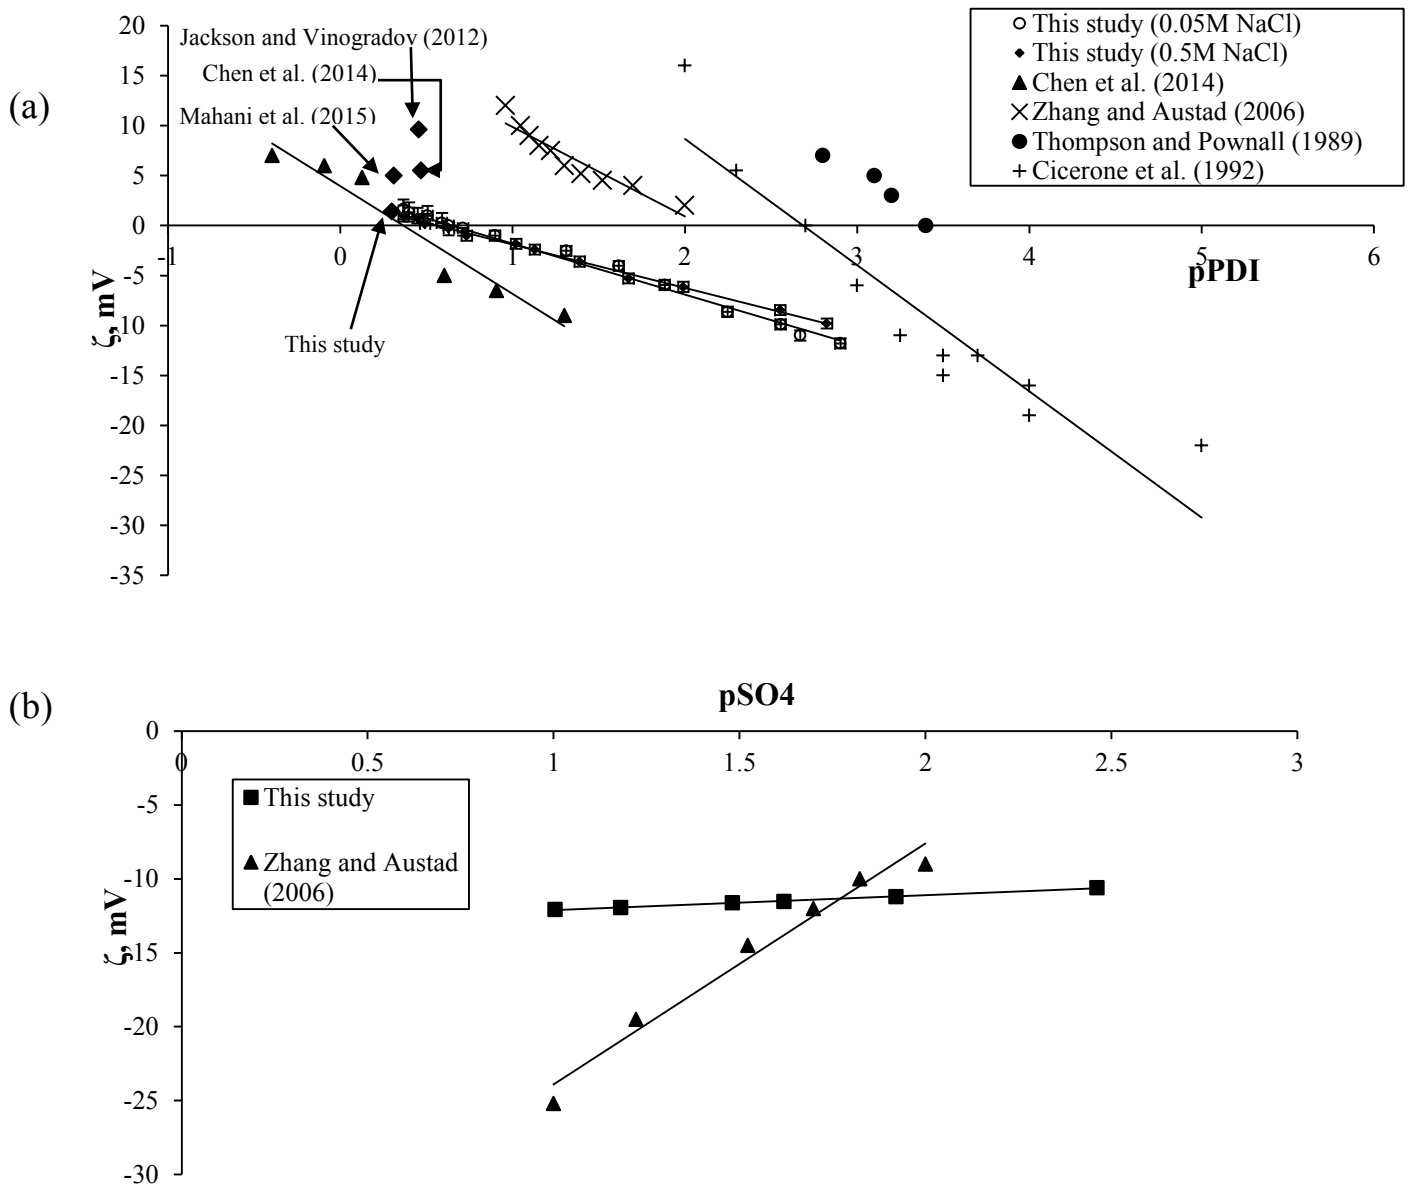 (a)
20
15
10
5
0
-5
-10
-15
-20
-25
-30
-35
ζ, mV
-1
0
1
2
3
4
5
6
pPDI
Jackson and Vinogradov (2012)
Chen et al. (2014)
Mahani et al. (2015)
This study
This study (0.05M NaCl)
This study (0.5M NaCl)
Chen et al. (2014)
Zhang and Austad (2006)
Thompson and Pownall (1989)
Cicerone et al. (1992)
(b)
pSO4
0
-5
-10
-15
-20
-25
-30
ζ, mV
0
0.5
1
1.5
2
2.5
3
This study
Zhang and Austad
(2006)